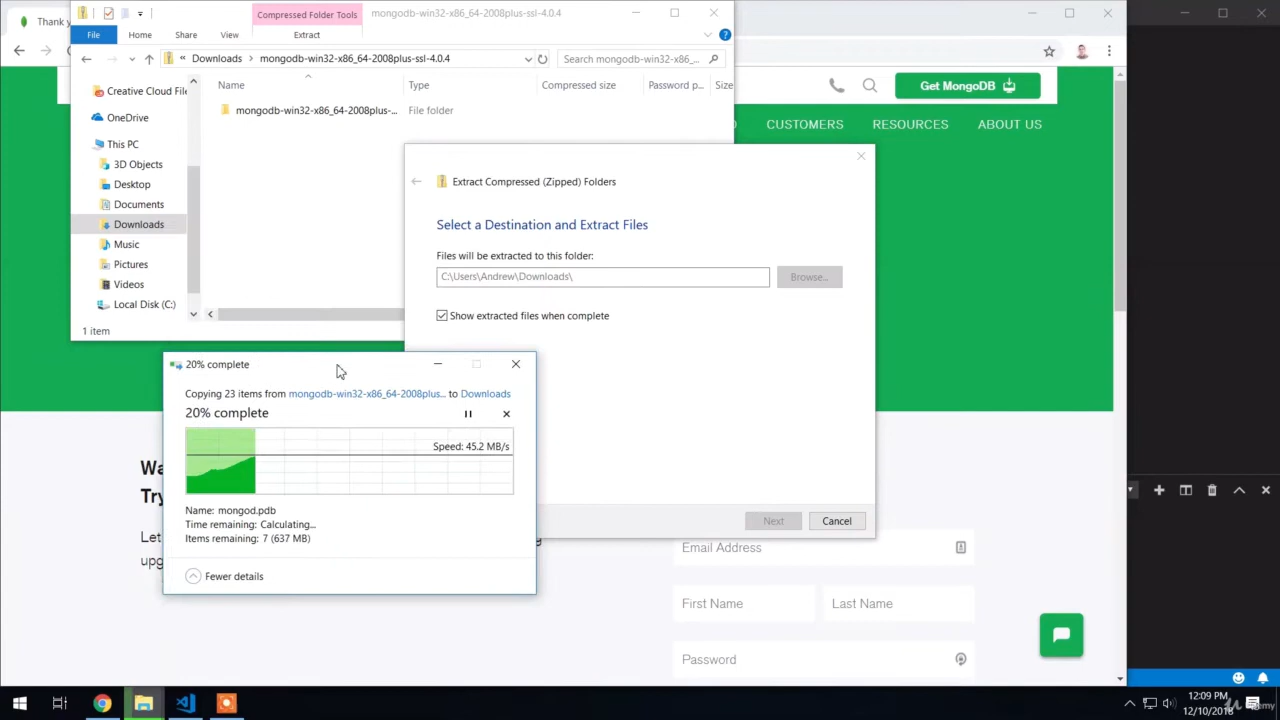 Thank y
Compressed Folder Tools
mongodb-win32-x86_64-2008plus-ssl-4.0.4
File
Home
Share
View
Extract
« Downloads > mongodb-win32-x86_64-2008plus-ssl-4.0.4
Search mongodb-win32-x86_...
Name
Type
Compressed size
Password p...
Size
Creative Cloud File
mongodb-win32-x86_64-2008plus-...
File folder
OneDrive
This PC
3D Objects
Desktop
Documents
Downloads
Music
Pictures
Videos
Local Disk (C:)
1 item
Get MongoDB
CUSTOMERS
RESOURCES
ABOUT US
Extract Compressed (Zipped) Folders
Select a Destination and Extract Files
Files will be extracted to this folder:
C:\Users\Andrew\Downloads\
Browse...
Show extracted files when complete
Next
Cancel
20% complete
Copying 23 items from mongodb-win32-x86_64-2008plus... to Downloads
20% complete
Speed: 45.2 MB/s
Name: mongod.pdb
Time remaining: Calculating...
Items remaining: 7 (637 MB)
Fewer details
Wa
Try
Let
upg
Email Address
First Name
Last Name
Password
12:09 PM